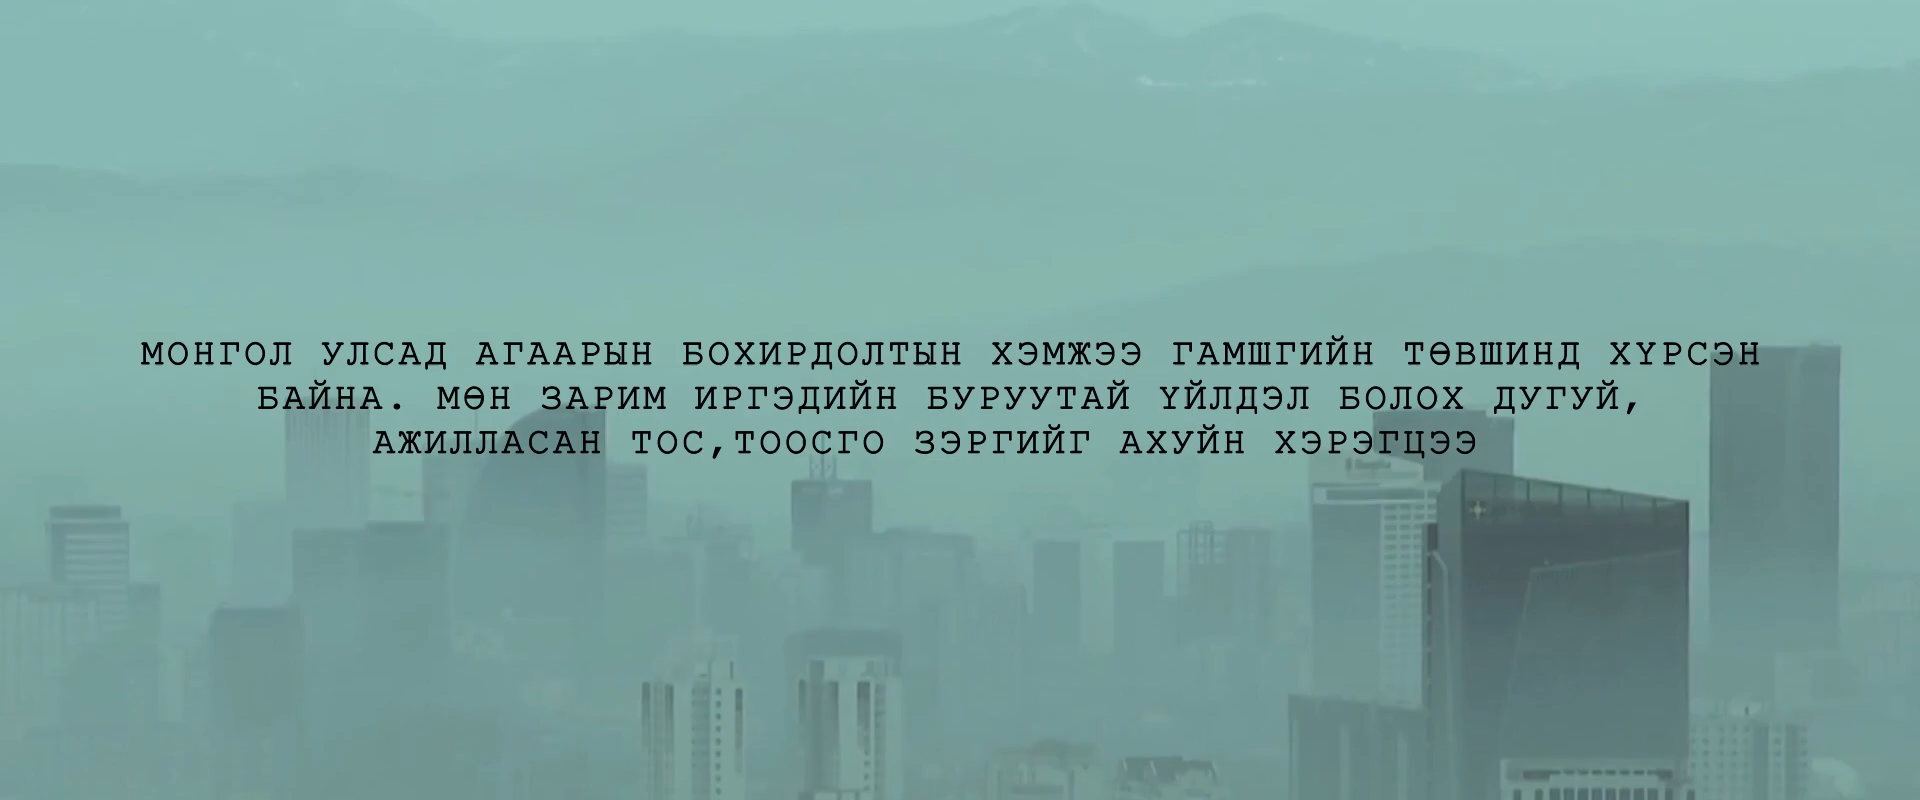 МОНГОЛ УЛСАД АГААРЫН БОХИРДОЛТЫН ХЭМЖЭЭ ГАМШГИЙН ТӨВШИНД ХҮРСЭН
БАЙНА. МӨН ЗАРИМ ИРГЭДИЙН БУРУУТАЙ ҮЙЛДЭЛ БОЛОХ ДУГУЙ,
АЖИЛЛАСАН ТОС,ТООСГО ЗЭРГИЙГ АХУЙН ХЭРЭГЦЭЭ